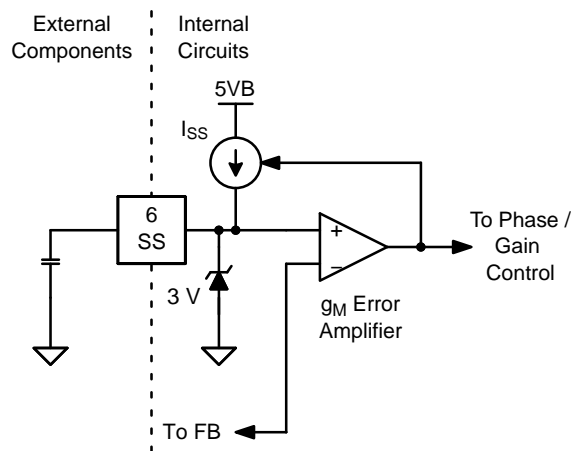 External
Components
Internal
Circuits
5VB
ISS
6
SS
3 V
+
−
gM Error
Amplifier
To Phase /
Gain
Control
To FB